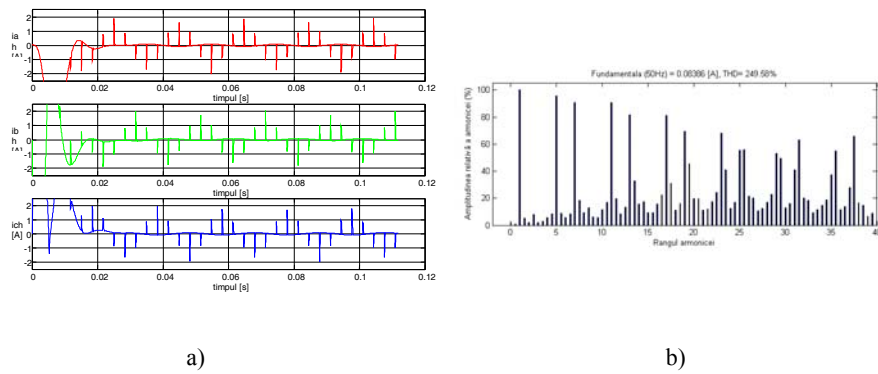 2
1
0
-1
-2
ia
h
[A]
0 0.02 0.04 0.06 0.08 0.1 0.12
timpul [s]
2
1
0
-1
-2
ib
h
0 0.02 0.04 0.06 0.08 0.1 0.12
timpul [s]
2
1
0
-1
-2
ich
[A]
0 0.02 0.04 0.06 0.08 0.1 0.12
timpul [s]
a)
Fundamentala (50Hz) = 0.08386 [A], THD= 249.58%
Amplitudinea relativă a armonicei (%)
100
80
60
40
20
0
0 5 10 15 20 25 30 35 40
Rangul armonicei
b)